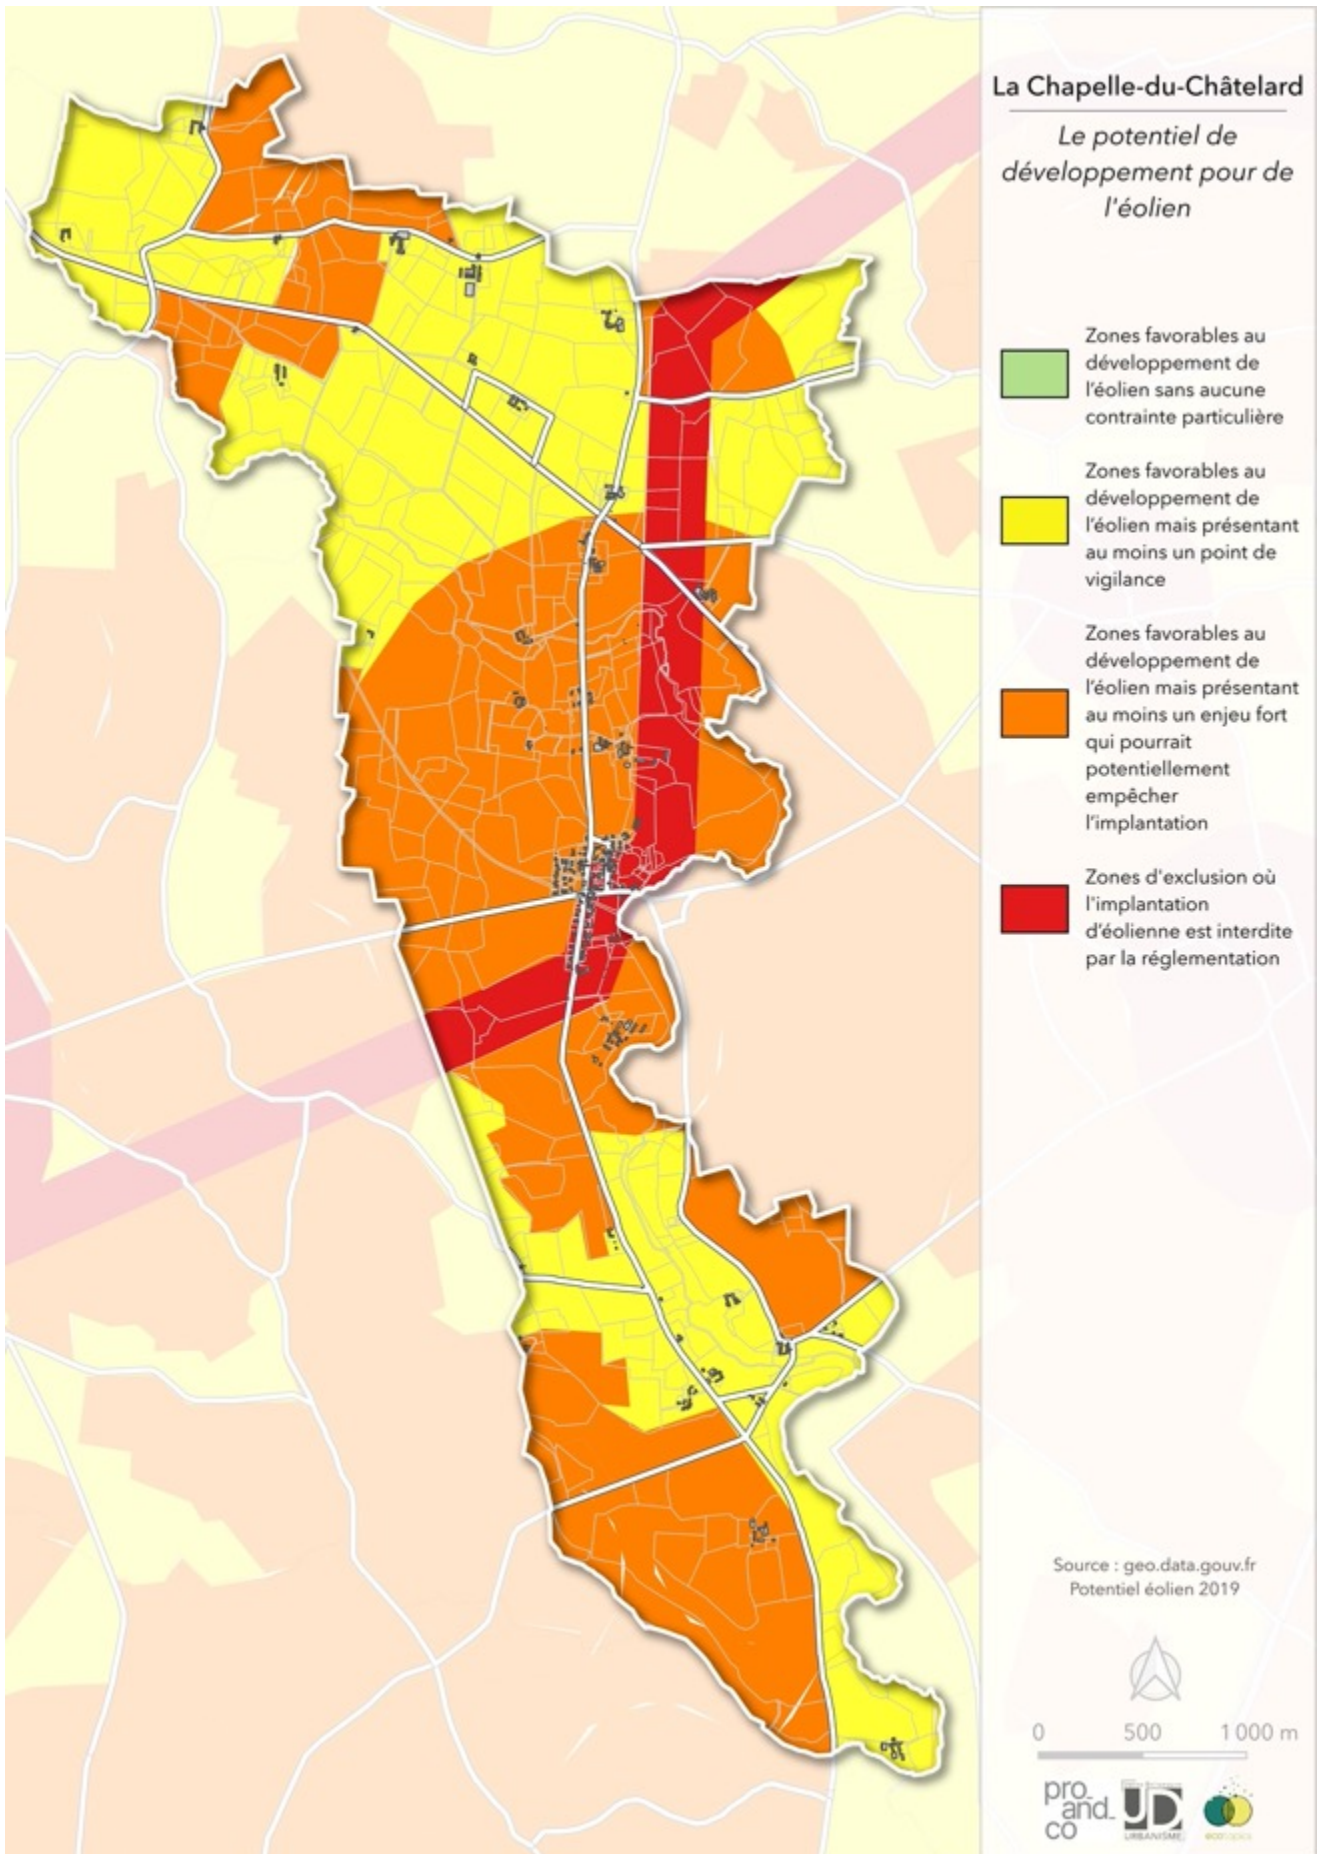 La Chapelle-du-Châtelard
Le potentiel de
développement pour de
l'éolien
Zones favorables au
développement de
l'éolien sans aucune
contrainte particulière
Zones favorables au
développement de
l'éolien mais présentant
au moins un point de
vigilance
Zones favorables au
développement de
l'éolien mais présentant
au moins un enjeu fort
qui pourrait
potentiellement
empêcher
l'implantation
Zones d'exclusion où
l'implantation
d'éolienne est interdite
par la réglementation
Source : geo.data.gouv.fr
Potentiel éolien 2019
0 500 1 000 m
pro_
and_
co
JD
URBANISME